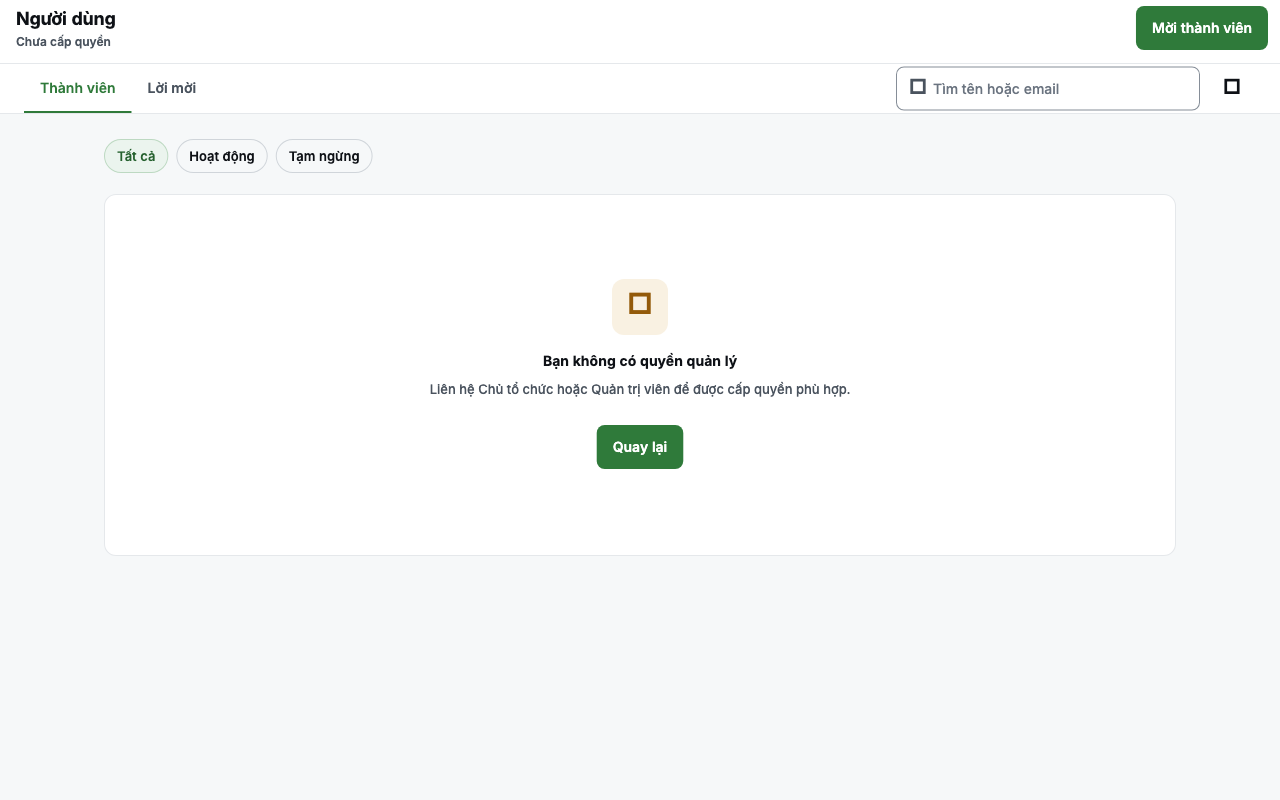 Người dùng
Chưa cấp quyền
Mời thành viên
Thành viên
Lời mời
Tìm tên hoặc email
Tất cả
Hoạt động
Tạm ngừng
Bạn không có quyền quản lý
Liên hệ Chủ tổ chức hoặc Quản trị viên để được cấp quyền phù hợp.
Quay lại